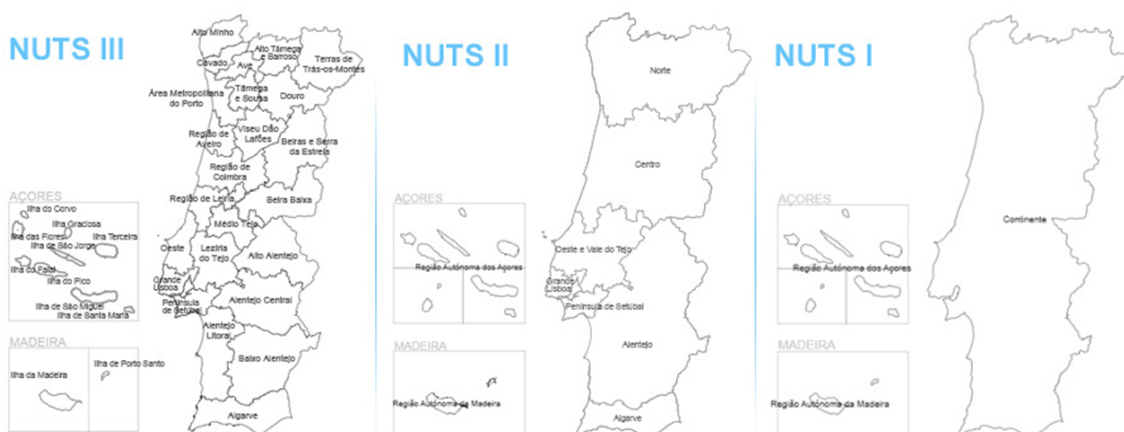 NUTS III
Alto Minho
Alto Tâmega
e Barroso
Terras de
Trás-os-Montes
Cavado
Ave
Área Metropolitana
do Porto
Tâmega
e Sousa
Douro
Região de
Aveiro
Viseu Dão
Lafões
Beiras e Serra
da Estrela
Região de
Coimbra
Região de Leiria
Beira Baixa
Médio Tejo
Oeste
Lezíria
do Tejo
Alto Alentejo
Grande
Lisboa
Península
de Setúbal
Alentejo Central
Alentejo
Litoral
Baixo Alentejo
Algarve
AÇORES
Ilha do Corvo
Ilha Graciosa
Ilha das Flores
Ilha Terceira
Ilha de São Jorge
Ilha do Faial
Ilha do Pico
Ilha de São Miguel
Ilha de Santa Maria
MADEIRA
Ilha de Porto Santo
Ilha da Madeira
NUTS II
Norte
Centro
Oeste e Vale do Tejo
Grande
Lisboa
Península de Setúbal
Alentejo
Algarve
AÇORES
Região Autónoma dos Açores
MADEIRA
Região Autónoma da Madeira
NUTS I
Continente
AÇORES
Região Autónoma dos Açores
MADEIRA
Região Autónoma da Madeira